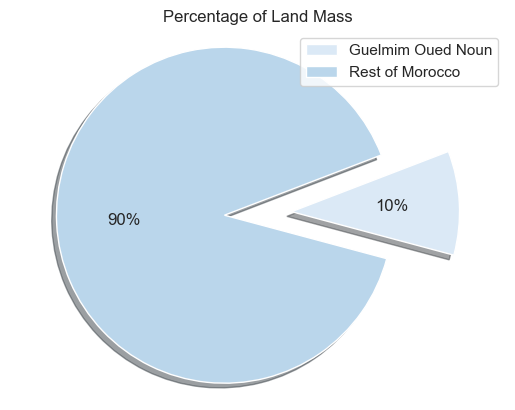 Percentage of Land Mass
Guelmim Oued Noun
Rest of Morocco
10%
90%